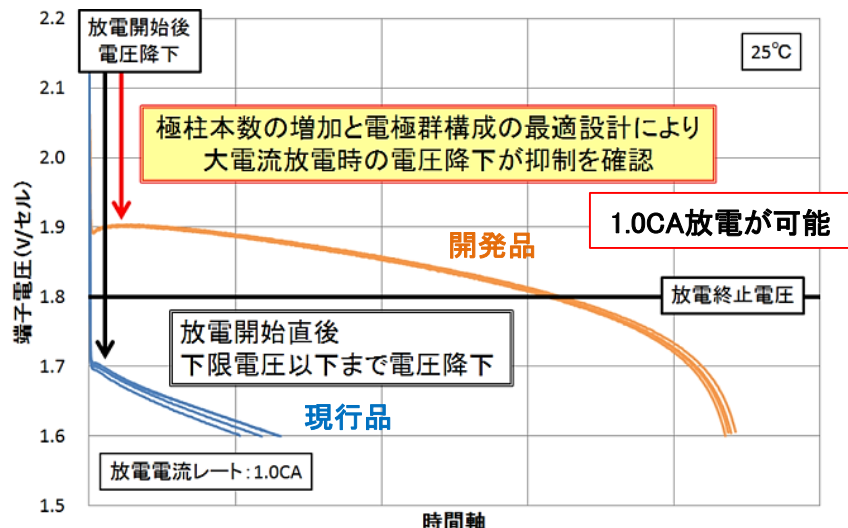 2.2
2.1
2.0
1.9
1.8
1.7
1.6
1.5
端子電圧(V/セル)
放電開始後
電圧降下
25℃
極柱本数の増加と電極群構成の最適設計により
大電流放電時の電圧降下が抑制を確認
1.0CA放電が可能
開発品
放電終止電圧
放電開始直後
下限電圧以下まで電圧降下
現行品
放電電流レート:1.0CA
時間軸